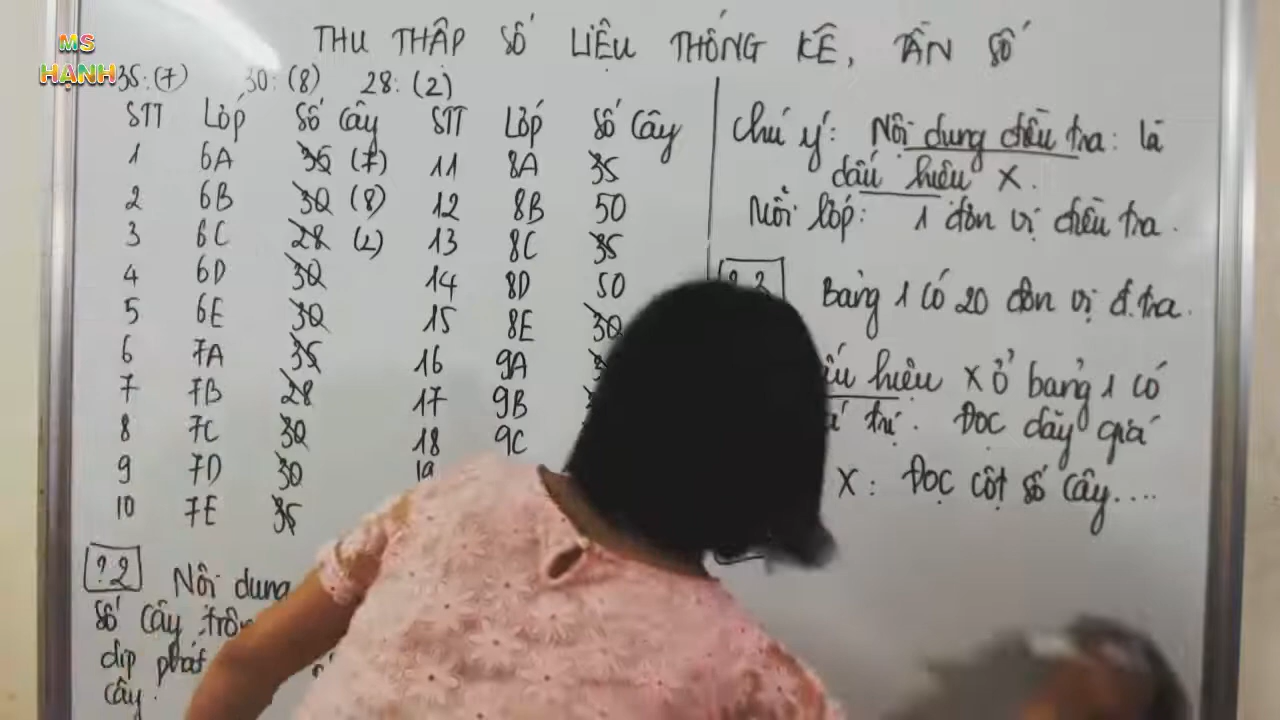 MS
HẠNH
THU THẬP SỐ LIỆU THỐNG KÊ, TẦN SỐ
35: (7) 30: (8) 28: (2)
STT Lớp Số Cây STT Lớp Số Cây
1 6A 35 (7) 11 8A 35
2 6B 30 (8) 12 8B 50
3 6C 28 (2) 13 8C 35
4 6D 30 14 8D 50
5 6E 30 15 8E 30
6 7A 35 16 9A
7 7B 28 17 9B
8 7C 30 18 9C
9 7D 30 19
10 7E 35
?2 Nội dung
Số cây trồn
dịp phát
cây.
Chú ý: Nội dung điều tra: là
dấu hiệu X.
Mỗi lớp: 1 đơn vị điều tra.
Bảng 1 có 20 đơn vị đ.tra.
hiệu X ở bảng 1 có
trị. Đọc dãy giá
X: Đọc cột số cây....